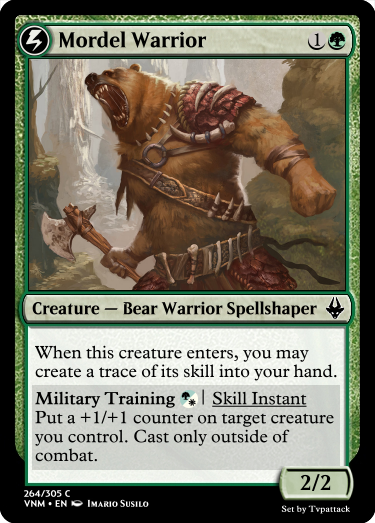 Mordel Warrior 1
Creature — Bear Warrior Spellshaper
When this creature enters, you may
create a trace of its skill into your hand.
Military Training | Skill Instant
Put a +1/+1 counter on target creature
you control. Cast only outside of
combat.
2/2
264/305 C
VNM • EN Imario Susilo
Set by Tvpattack